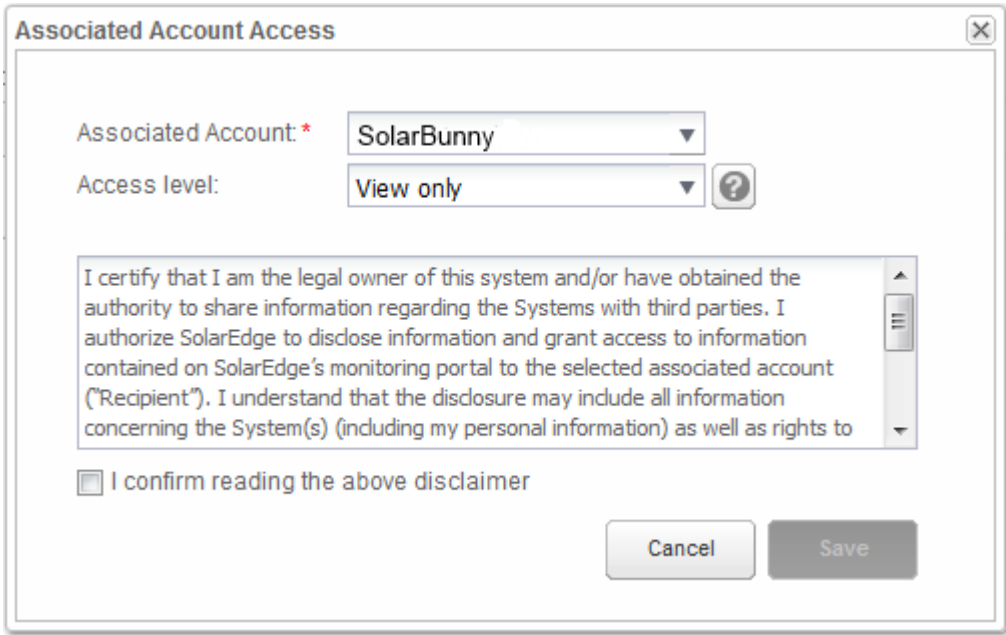 Associated Account Access
Associated Account:* SolarBunny
Access level: View only
I certify that I am the legal owner of this system and/or have obtained the
authority to share information regarding the Systems with third parties. I
authorize SolarEdge to disclose information and grant access to information
contained on SolarEdge's monitoring portal to the selected associated account
("Recipient"). I understand that the disclosure may include all information
concerning the System(s) (including my personal information) as well as rights to
I confirm reading the above disclaimer
Cancel Save